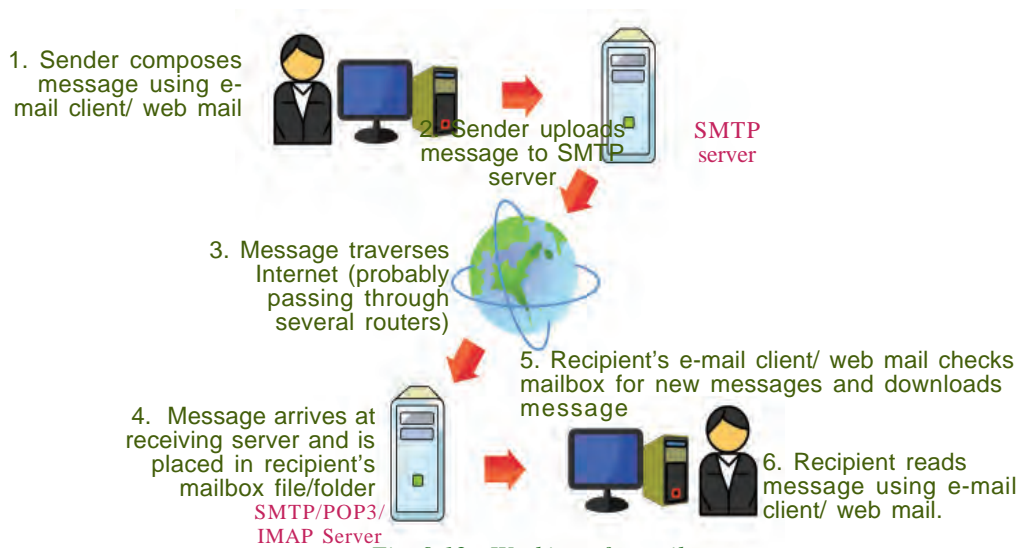 1. Sender composes
message using e-
mail client/ web mail
2. Sender uploads
message to SMTP
server
SMTP
server
3. Message traverses
Internet (probably
passing through
several routers)
4. Message arrives at
receiving server and is
placed in recipient's
mailbox file/folder
SMTP/POP3/
IMAP Server
5. Recipient's e-mail client/ web mail checks
mailbox for new messages and downloads
message
6. Recipient reads
message using e-mail
client/ web mail.